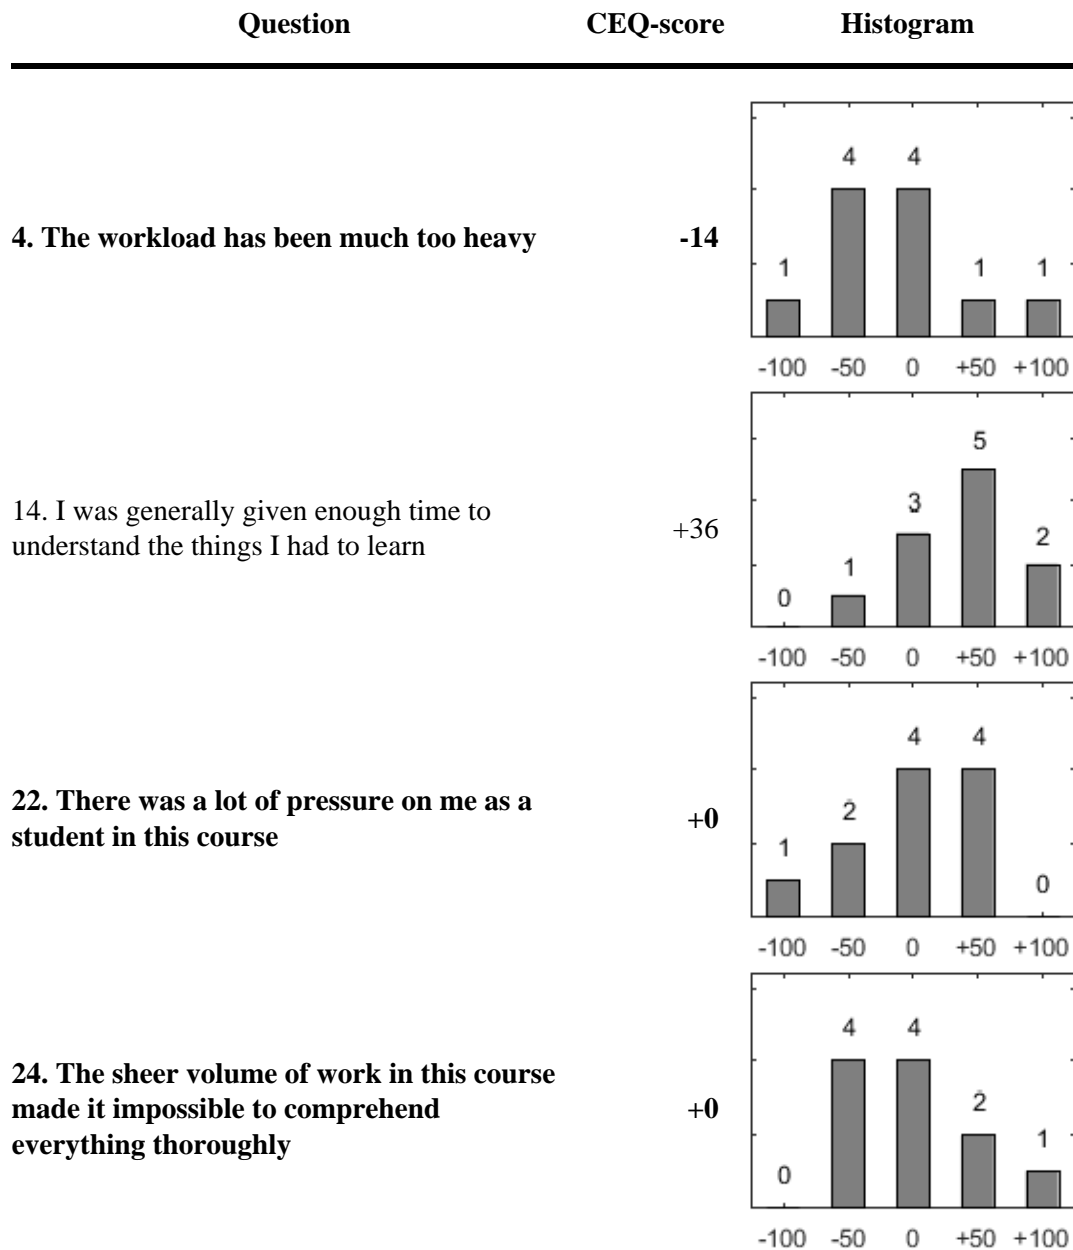 Question CEQ-score Histogram
4 4
4. The workload has been much too heavy -14
1 1 1
-100 -50 0 +50 +100
5
14. I was generally given enough time to
understand the things I had to learn
+36
3 2
1
0
-100 -50 0 +50 +100
4 4
22. There was a lot of pressure on me as a
student in this course
+0
2
1
0
-100 -50 0 +50 +100
4 4
24. The sheer volume of work in this course
made it impossible to comprehend
everything thoroughly
+0
2
1
0
-100 -50 0 +50 +100